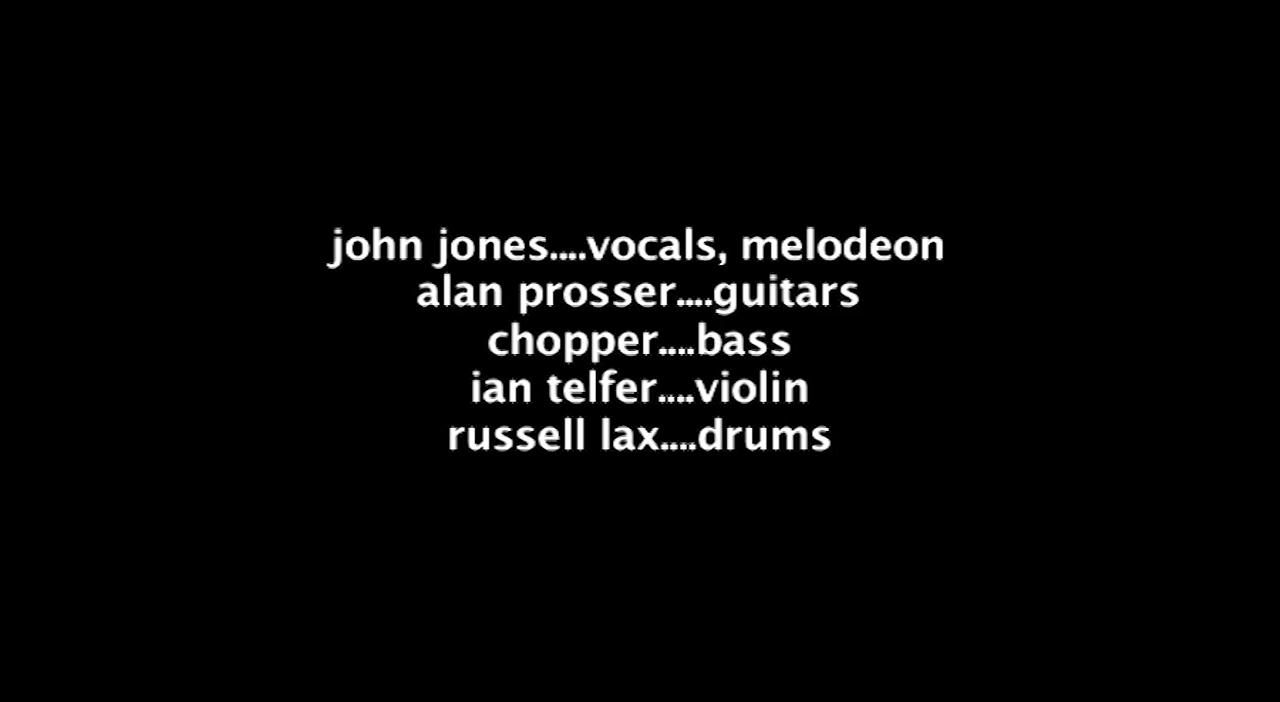 john jones....vocals, melodeon
alan prosser....guitars
chopper....bass
ian telfer....violin
russell lax....drums